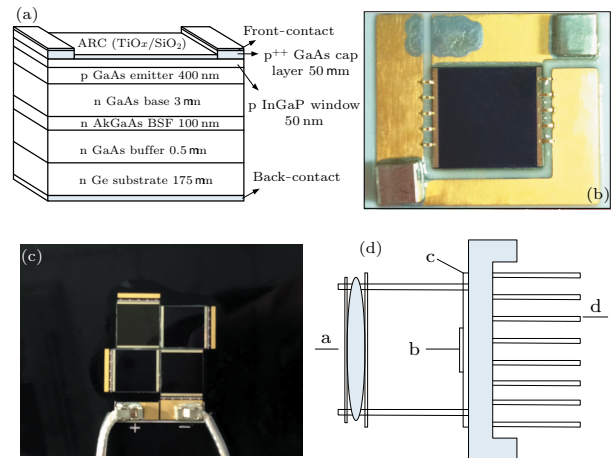 (a)
ARC (TiOx/SiO2)
Front-contact
p++ GaAs cap
layer 50 mm
p GaAs emitter 400 nm
n GaAs base 3 mm
p InGaP window
50 nm
n AkGaAs BSF 100 nm
n GaAs buffer 0.5 mm
n Ge substrate 175 mm
Back-contact
(b)
(c)
+ −
(d)
c
d
a
b